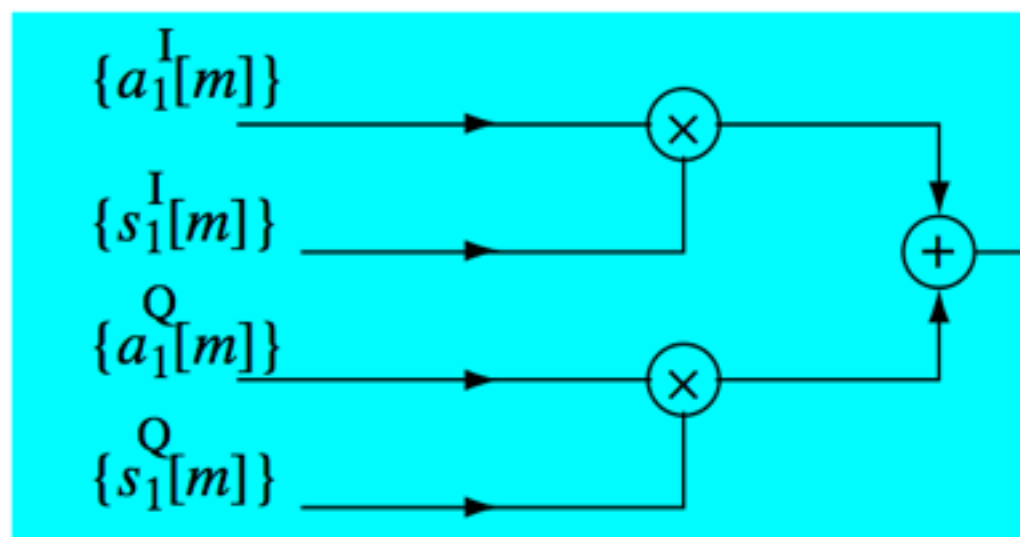 {a₁ᴵ[m]}
×
{s₁ᴵ[m]}
+
{a₁Q[m]}
×
{s₁Q[m]}